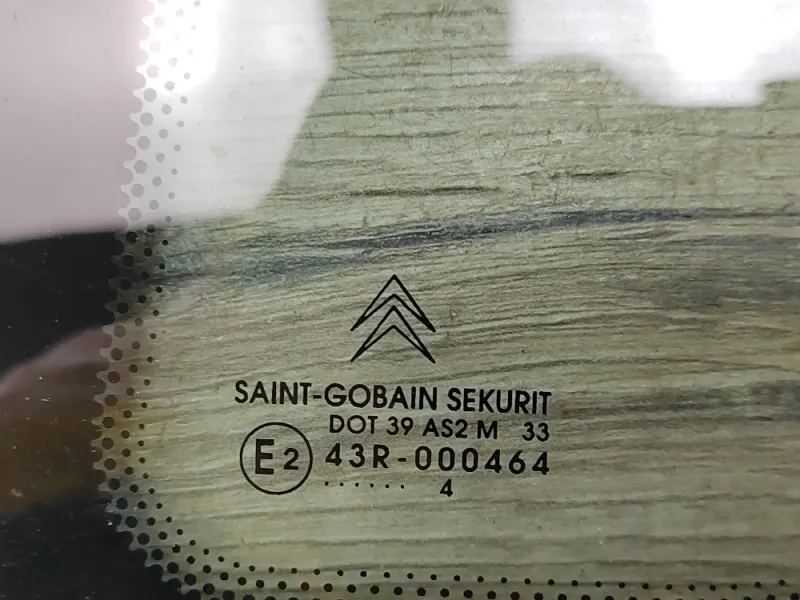 SAINT-GOBAIN SEKURIT
DOT 39 AS2 M 33
E2 43R-000464
...... 4